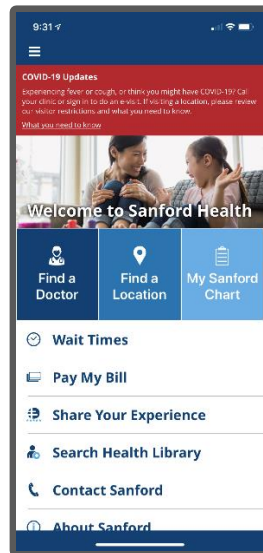 9:31
COVID-19 Updates
Experiencing fever or cough, or think you might have COVID-19? Call
your clinic or sign in to do an e-visit. If visiting a location, please review
our visitor restrictions and what you need to know.
What you need to know
Welcome to Sanford Health
Find a
Doctor
Find a
Location
My Sanford
Chart
Wait Times
Pay My Bill
Share Your Experience
Search Health Library
Contact Sanford
About Sanford